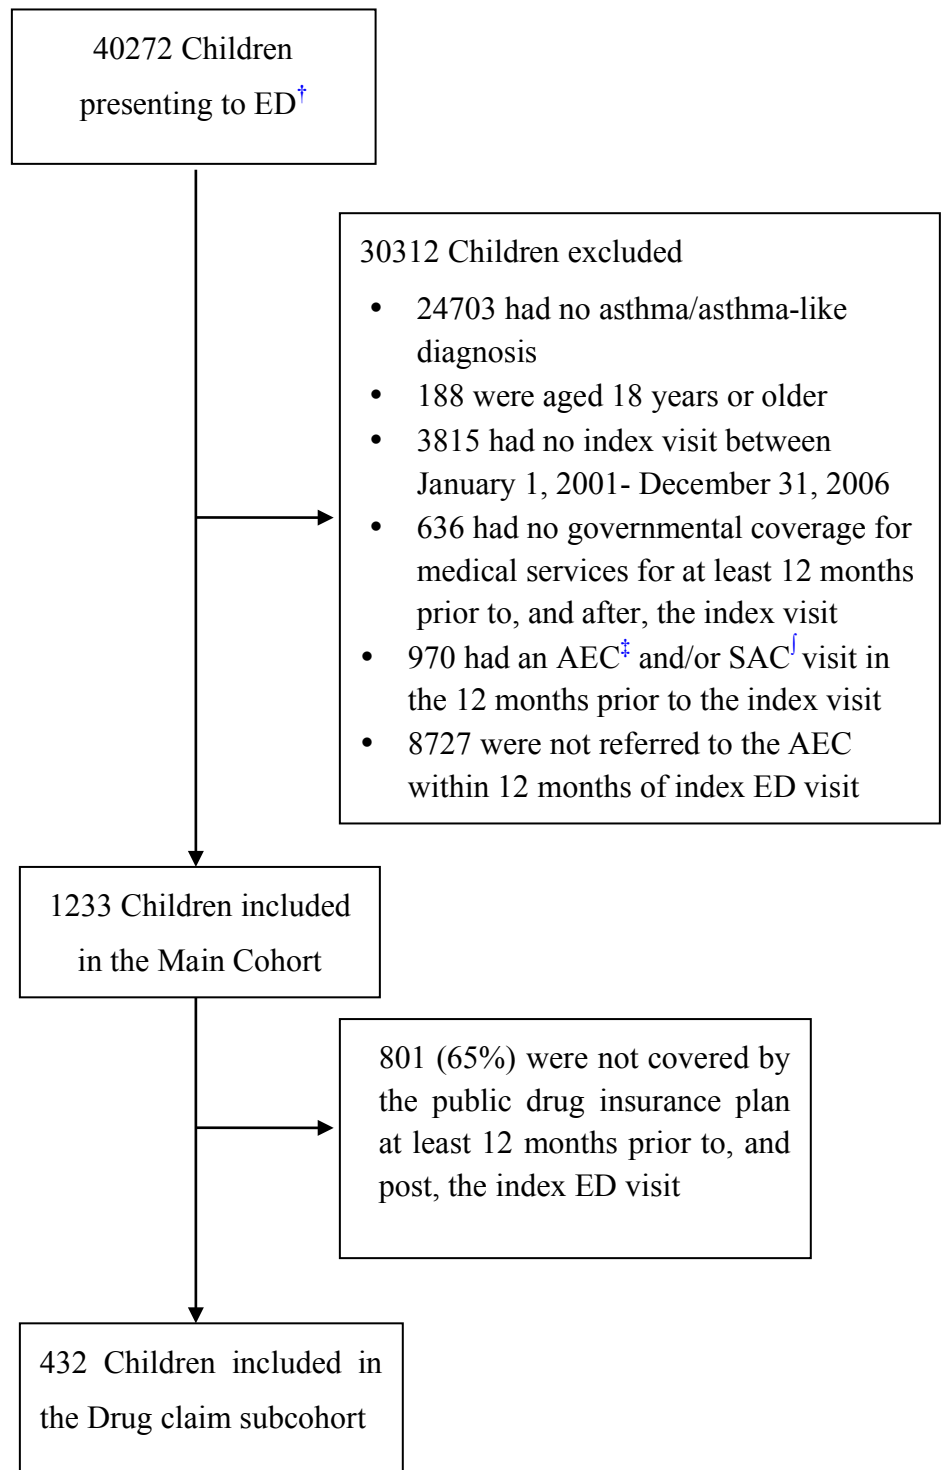 40272 Children
presenting to ED†
30312 Children excluded
• 24703 had no asthma/asthma-like
diagnosis
• 188 were aged 18 years or older
• 3815 had no index visit between
January 1, 2001- December 31, 2006
• 636 had no governmental coverage for
medical services for at least 12 months
prior to, and after, the index visit
• 970 had an AEC‡ and/or SAC∫ visit in
the 12 months prior to the index visit
• 8727 were not referred to the AEC
within 12 months of index ED visit
1233 Children included
in the Main Cohort
801 (65%) were not covered by
the public drug insurance plan
at least 12 months prior to, and
post, the index ED visit
432 Children included in
the Drug claim subcohort